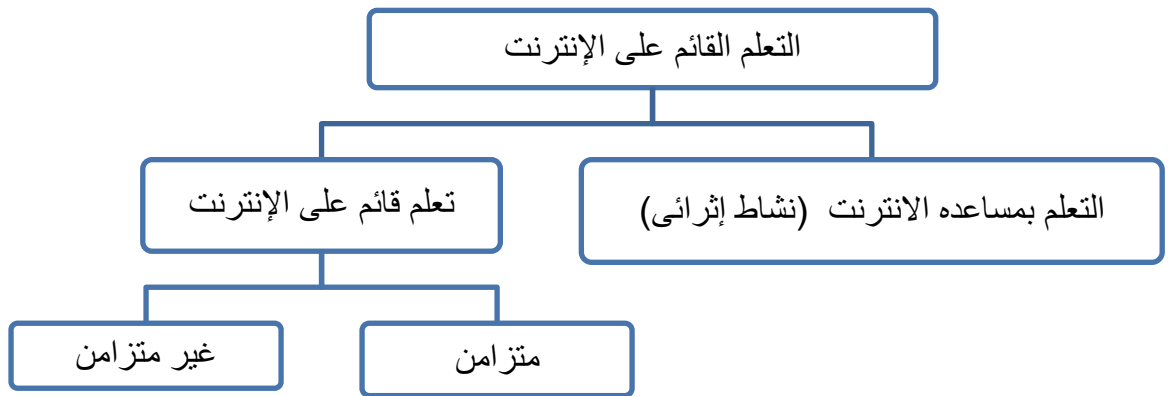 التعلم القائم على الإنترنت
التعلم بمساعده الانترنت (نشاط إثرائى)
تعلم قائم على الإنترنت
متزامن
غير متزامن